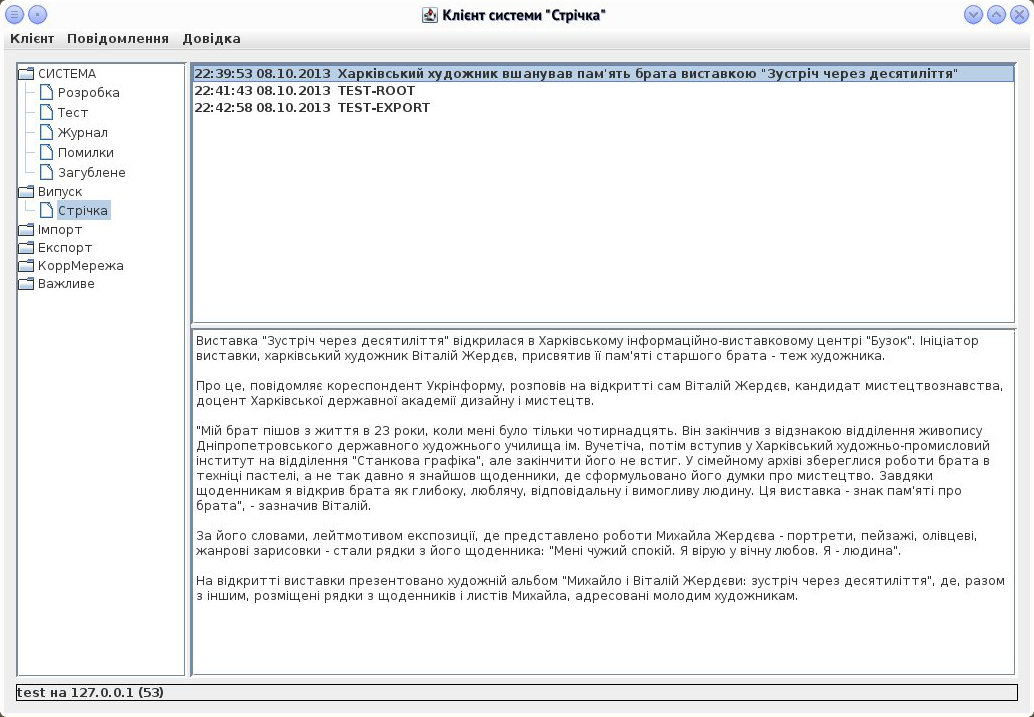 Клієнт системи "Стрічка"
Клієнт Повідомлення Довідка
СИСТЕМА
Розробка
Тест
Журнал
Помилки
Загублене
Випуск
Стрічка
Імпорт
Експорт
КоррМережа
Важливе
22:39:53 08.10.2013 Харківський художник вшанував пам'ять брата виставкою "Зустріч через десятиліття"
22:41:43 08.10.2013 TEST-ROOT
22:42:58 08.10.2013 TEST-EXPORT
Виставка "Зустріч через десятиліття" відкрилася в Харківському інформаційно-виставковому центрі "Бузок". Ініціатор
виставки, харківський художник Віталій Жердєв, присвятив її пам'яті старшого брата - теж художника.
Про це, повідомляє кореспондент Укрінформу, розповів на відкритті сам Віталій Жердєв, кандидат мистецтвознавства,
доцент Харківської державної академії дизайну і мистецтв.
"Мій брат пішов з життя в 23 роки, коли мені було тільки чотирнадцять. Він закінчив з відзнакою відділення живопису
Дніпропетровського державного художнього училища ім. Вучетіча, потім вступив у Харківський художньо-промисловий
інститут на відділення "Станкова графіка", але закінчити його не встиг. У сімейному архіві збереглися роботи брата в
техніці пастелі, а не так давно я знайшов щоденники, де сформульовано його думки про мистецтво. Завдяки
щоденникам я відкрив брата як глибоку, люблячу, відповідальну і вимогливу людину. Ця виставка - знак пам'яті про
брата", - зазначив Віталій.
За його словами, лейтмотивом експозиції, де представлено роботи Михайла Жердєва - портрети, пейзажі, олівцеві,
жанрові зарисовки - стали рядки з його щоденника: "Мені чужий спокій. Я вірую у вічну любов. Я - людина".
На відкритті виставки презентовано художній альбом "Михайло і Віталій Жердєви: зустріч через десятиліття", де, разом
з іншим, розміщені рядки з щоденників і листів Михайла, адресовані молодим художникам.
test на 127.0.0.1 (53)